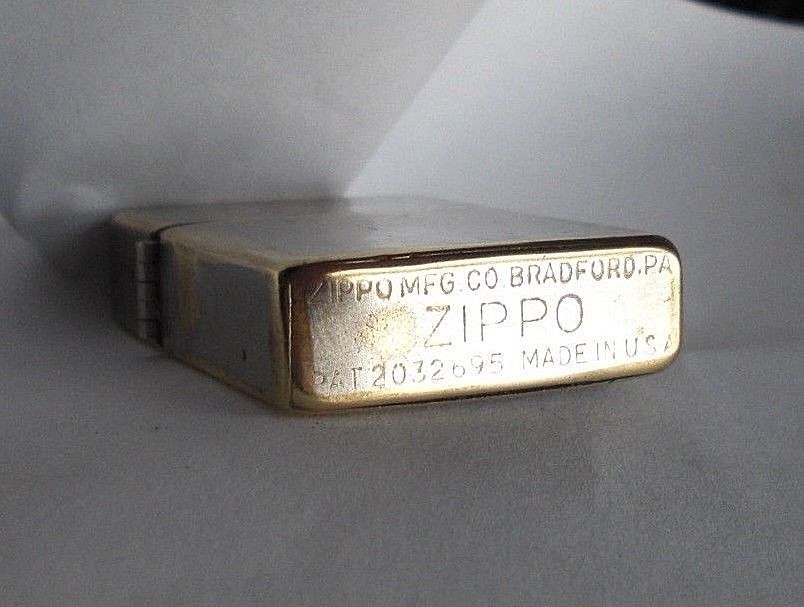 ZIPPO MFG. CO. BRADFORD. PA
ZIPPO
PAT 2032695 MADE IN U S A